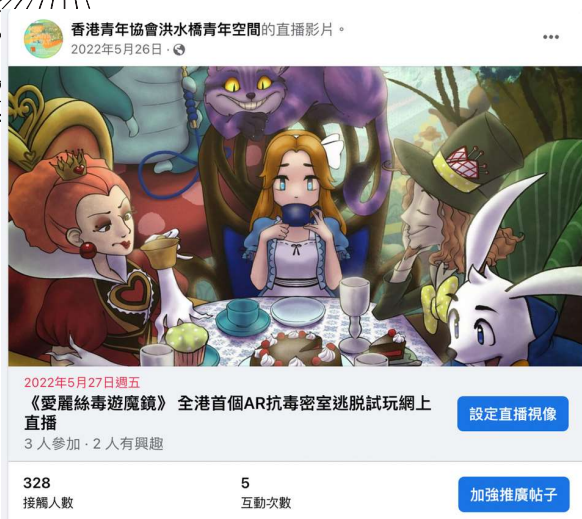 香港青年協會洪水橋青年空間的直播影片。
2022年5月26日 ·
2022年5月27日週五
《愛麗絲毒遊魔鏡》 全港首個AR抗毒密室逃脱試玩網上
直播
3 人參加 · 2 人有興趣
設定直播視像
328
接觸人數
5
互動次數
加強推廣帖子